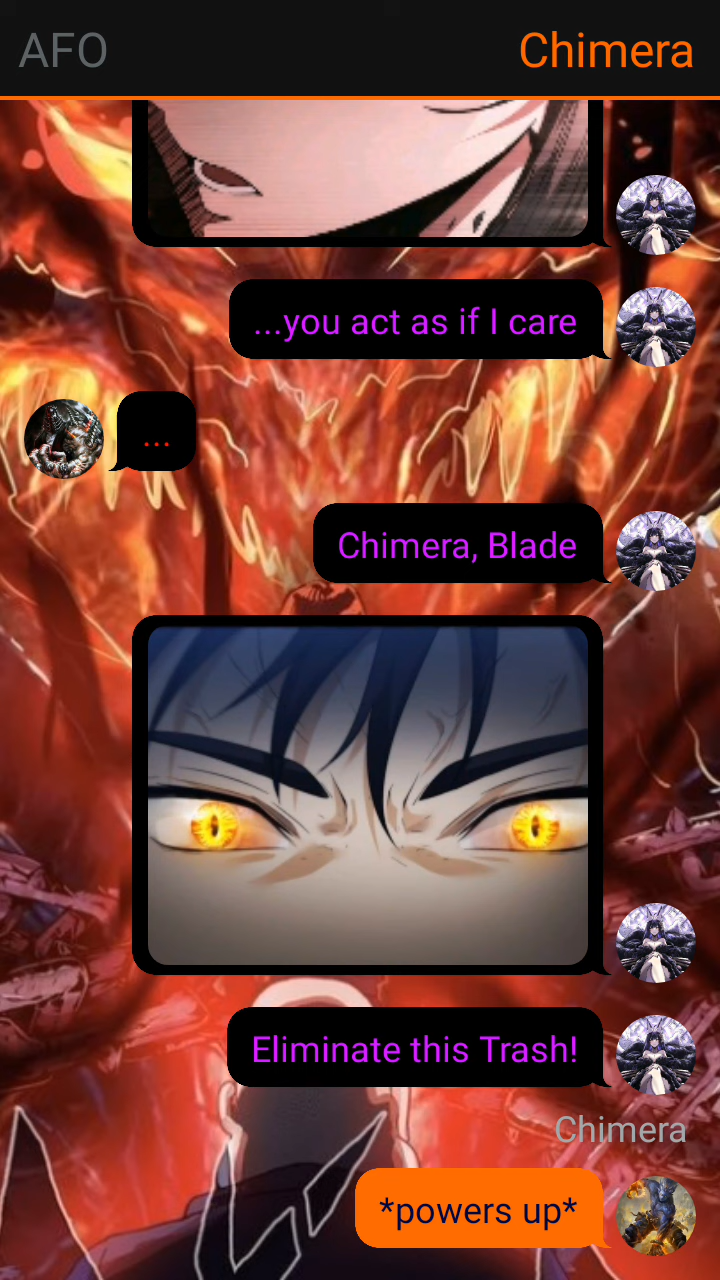 AFO
Chimera
...you act as if I care
...
Chimera, Blade
Eliminate this Trash!
Chimera
*powers up*